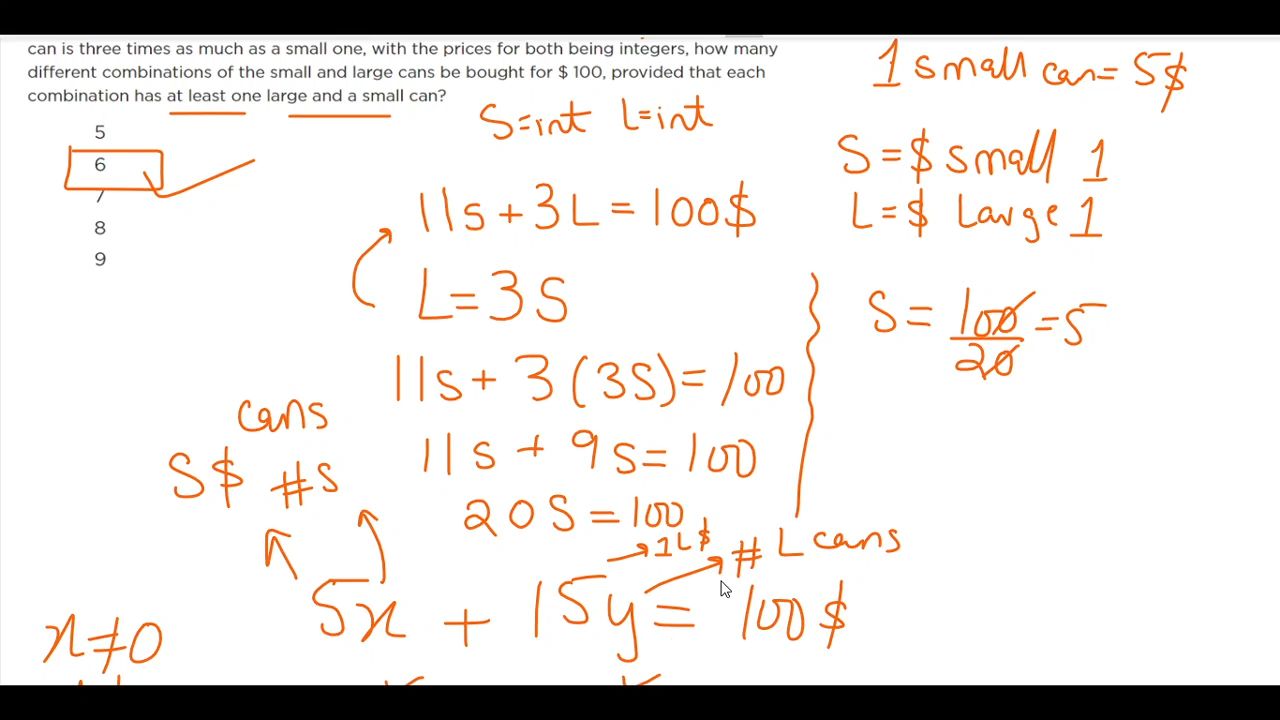 can is three times as much as a small one, with the prices for both being integers, how many
different combinations of the small and large cans be bought for $ 100, provided that each
combination has at least one large and a small can?
5
6
7
8
9
1 small can = 5$
S=int L=int
S = $ small 1
L = $ Large 1
11s + 3L = 100$
L = 3S
S = 100/20 = 5
11s + 3 (3S) = 100
11s + 9s = 100
20S = 100
cans
S$ #S
1L$
# L cans
5x + 15y = 100$
x≠0